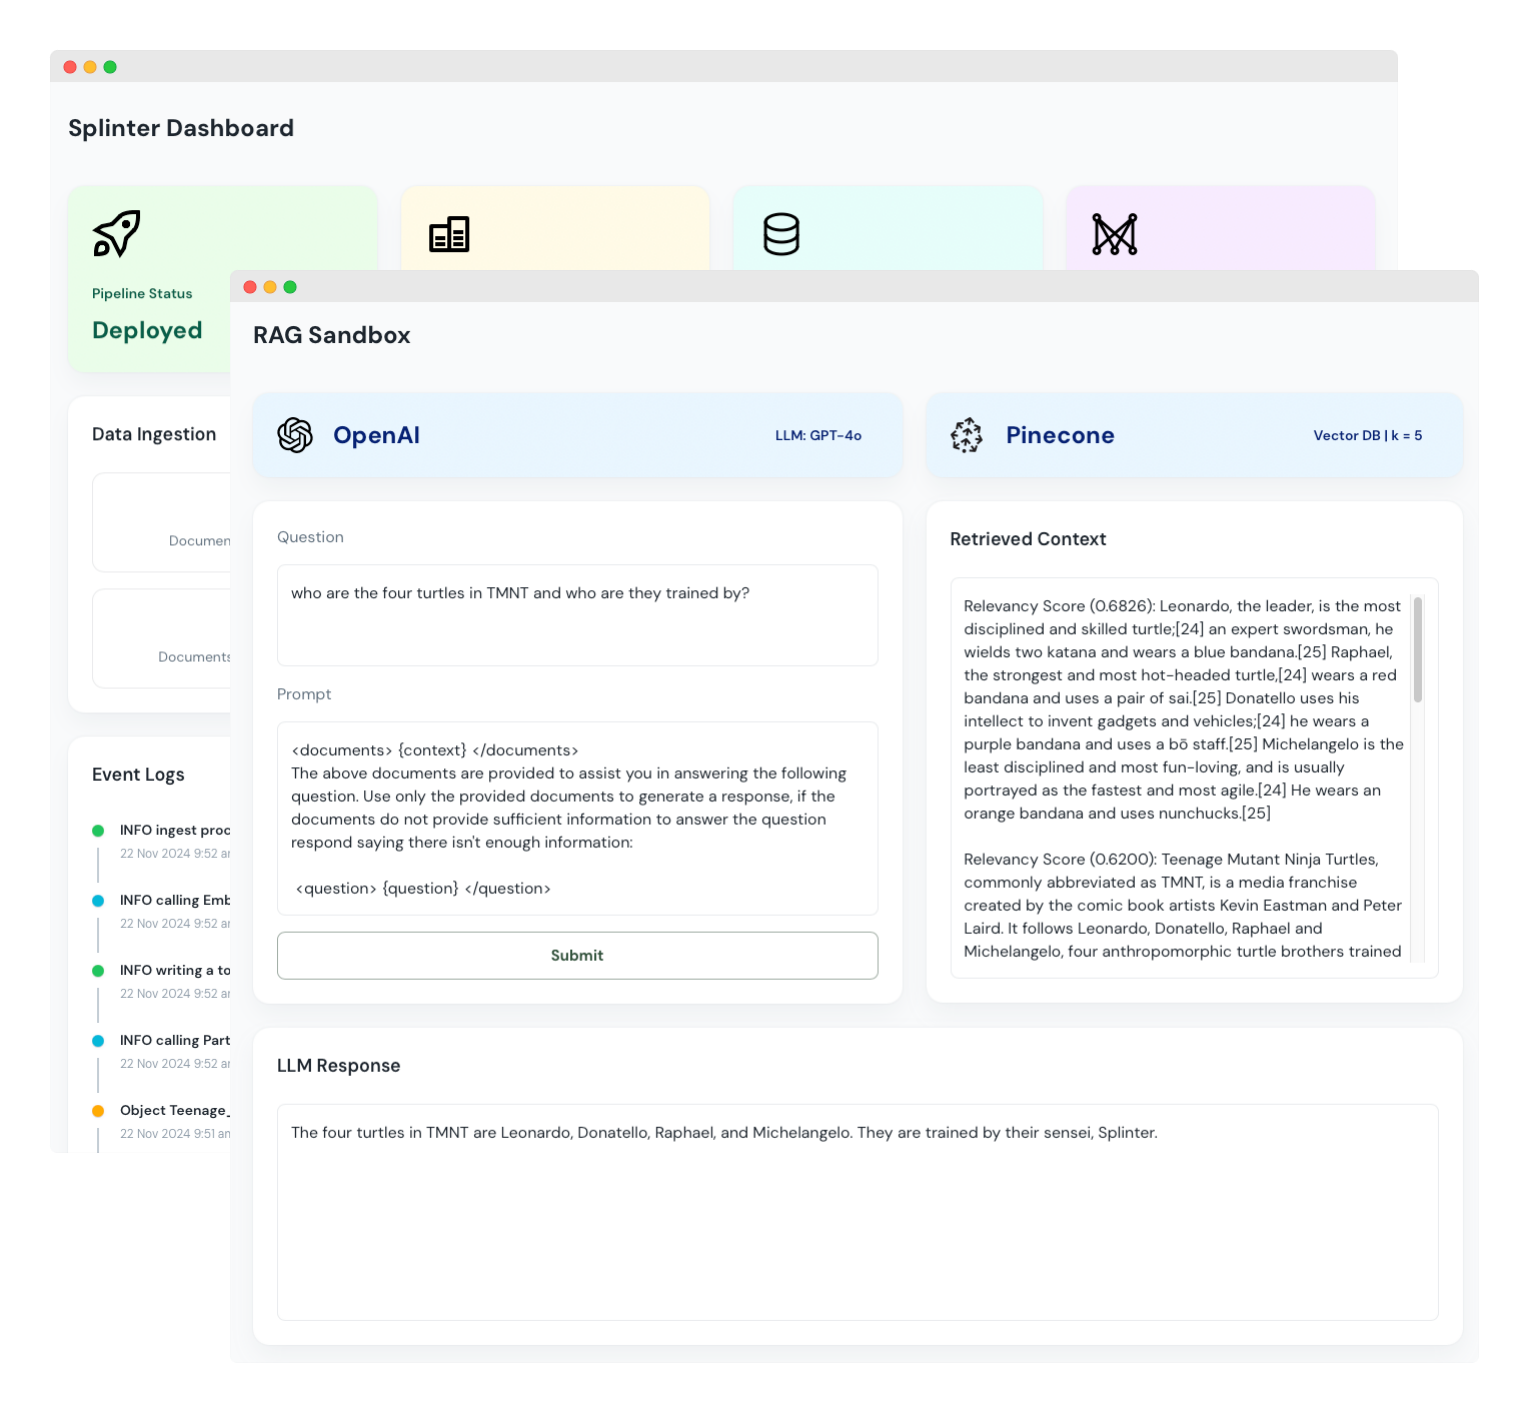 Splinter Dashboard
Pipeline Status
Deployed
Data Ingestion
Documents
Event Logs
INFO ingest
22 Nov 2024 9:52
INFO calling
22 Nov 2024 9:52
INFO writing a
22 Nov 2024 9:52
INFO calling
22 Nov 2024 9:52
Object Teenage_
22 Nov 2024 9:51 am
RAG Sandbox
OpenAI
LLM: GPT-4o
Pinecone
Vector DB | k = 5
Question
who are the four turtles in TMNT and who are they trained by?
Prompt
<documents> {context} </documents>
The above documents are provided to assist you in answering the following
question. Use only the provided documents to generate a response, if the
documents do not provide sufficient information to answer the question
respond saying there isn't enough information:
<question> {question} </question>
Submit
Retrieved Context
Relevancy Score (0.6826): Leonardo, the leader, is the most
disciplined and skilled turtle;[24] an expert swordsman, he
wields two katana and wears a blue bandana.[25] Raphael,
the strongest and most hot-headed turtle,[24] wears a red
bandana and uses a pair of sai.[25] Donatello uses his
intellect to invent gadgets and vehicles;[24] he wears a
purple bandana and uses a bō staff.[25] Michelangelo is the
least disciplined and most fun-loving, and is usually
portrayed as the fastest and most agile.[24] He wears an
orange bandana and uses nunchucks.[25]
Relevancy Score (0.6200): Teenage Mutant Ninja Turtles,
commonly abbreviated as TMNT, is a media franchise
created by the comic book artists Kevin Eastman and Peter
Laird. It follows Leonardo, Donatello, Raphael and
Michelangelo, four anthropomorphic turtle brothers trained
LLM Response
The four turtles in TMNT are Leonardo, Donatello, Raphael, and Michelangelo. They are trained by their sensei, Splinter.